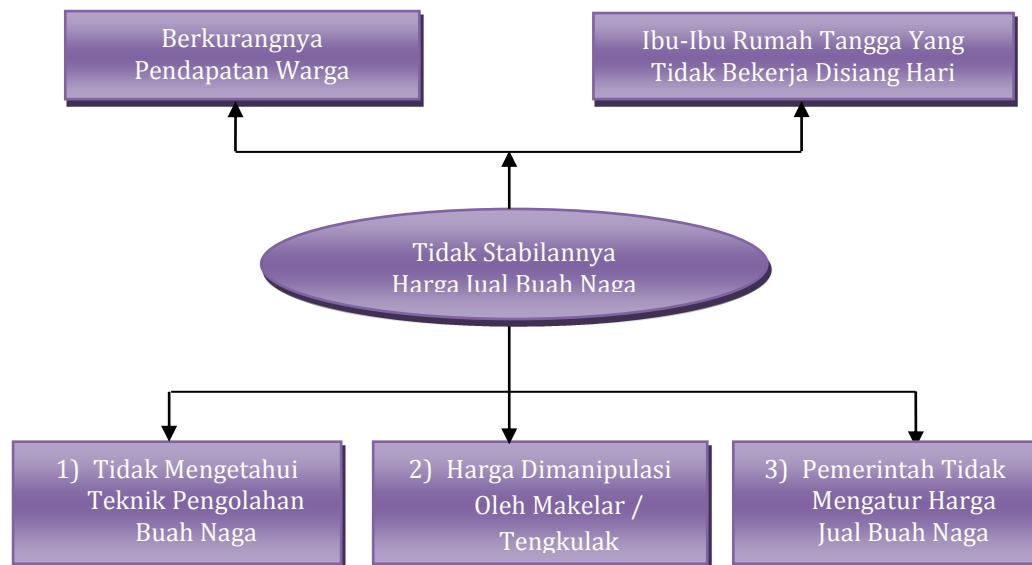 Berkurangnya
Pendapatan Warga
Ibu-Ibu Rumah Tangga Yang
Tidak Bekerja Disiang Hari
Tidak Stabilannya
Harga Jual Buah Naga
1) Tidak Mengetahui
Teknik Pengolahan
Buah Naga
2) Harga Dimanipulasi
Oleh Makelar /
Tengkulak
3) Pemerintah Tidak
Mengatur Harga
Jual Buah Naga